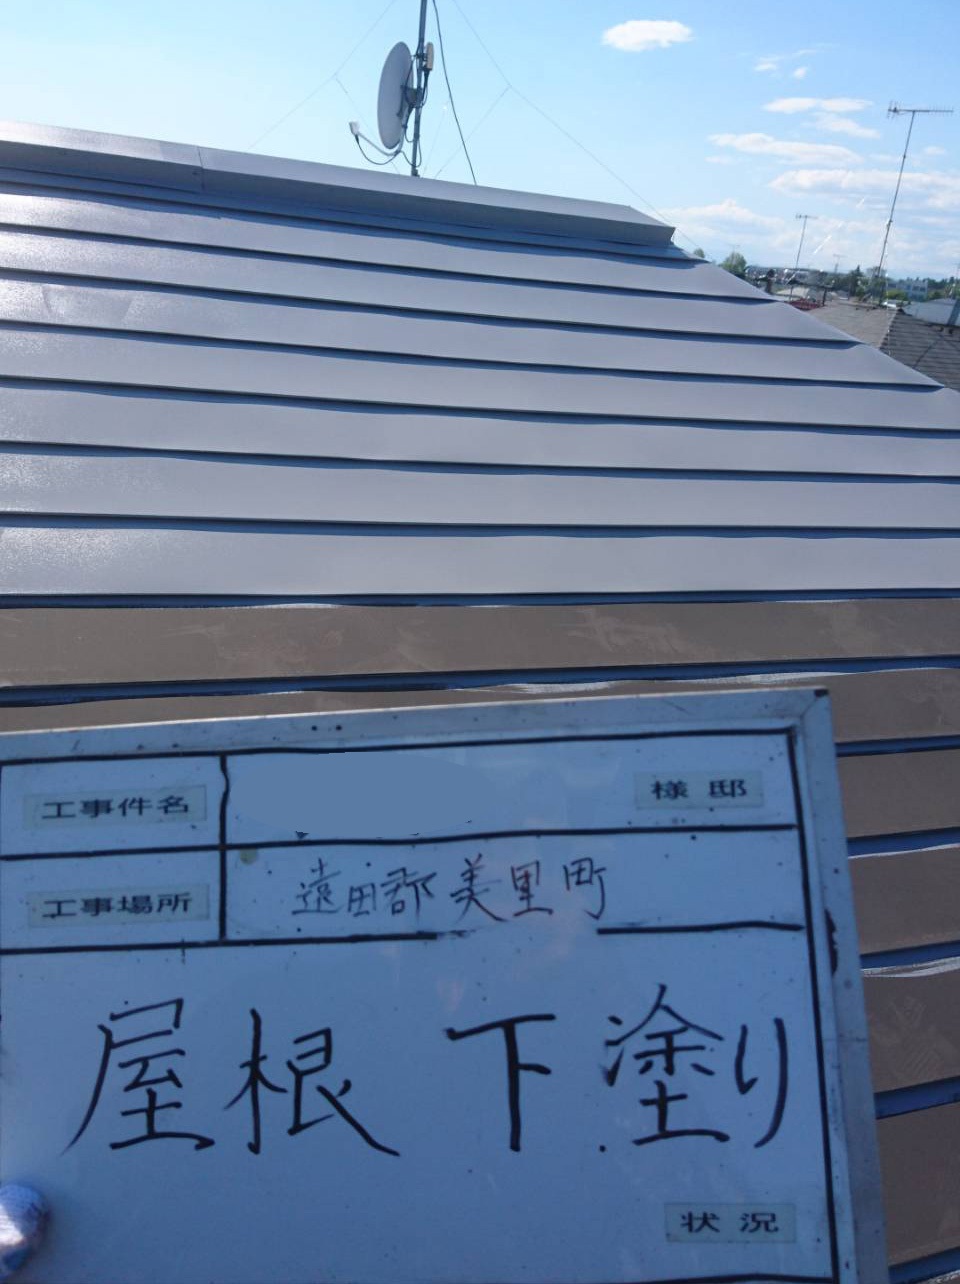 工事件名 様邸
工事場所 遠田郡美里町
屋根 下塗り
状況